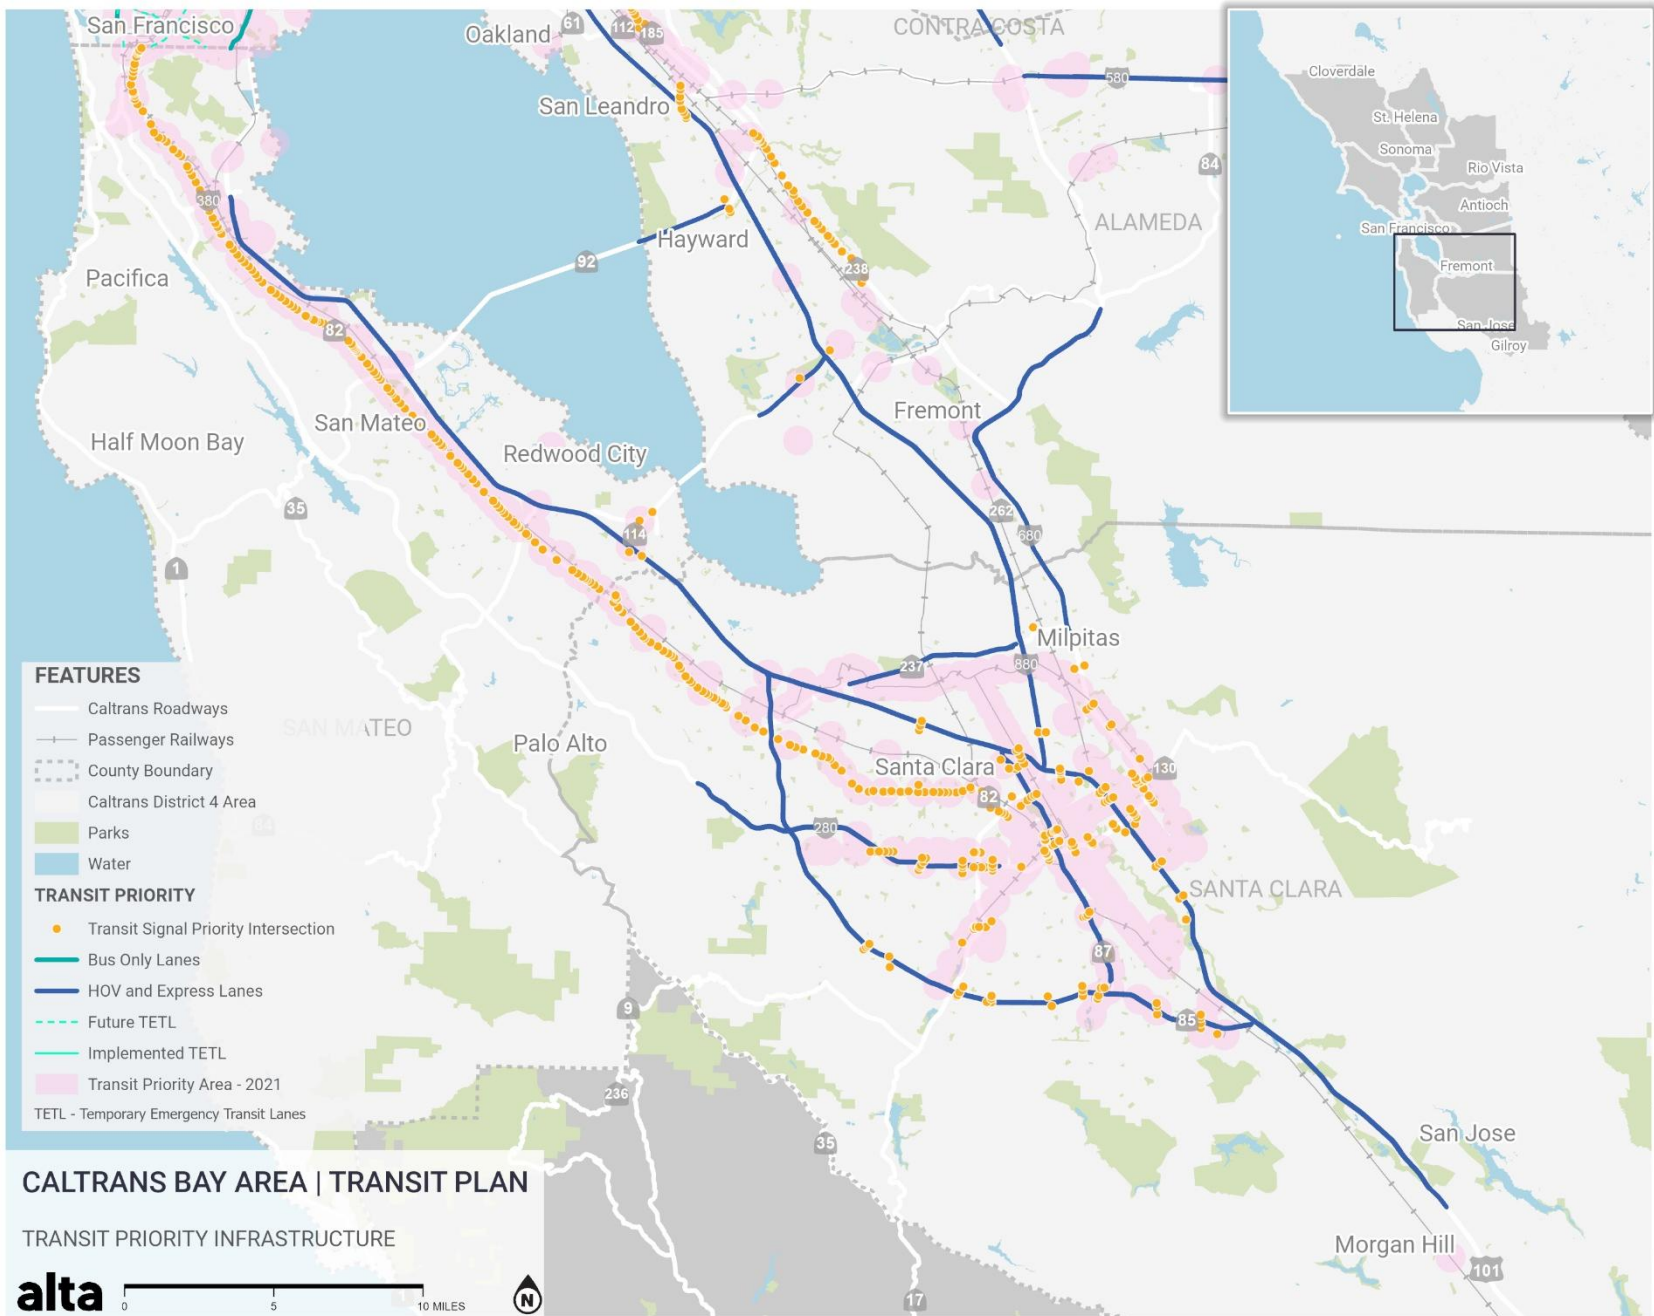 San Francisco
Oakland
61
112
185
CONTRA COSTA
580
San Leandro
84
380
ALAMEDA
Hayward
92
238
Pacifica
82
San Mateo
Fremont
Half Moon Bay
Redwood City
35
262
114
680
1
Milpitas
237
880
SAN MATEO
Palo Alto
Santa Clara
130
82
84
280
SANTA CLARA
87
9
85
236
35
San Jose
Morgan Hill
101
17
1
Cloverdale
St. Helena
Sonoma
Rio Vista
Antioch
San Francisco
Fremont
San Jose
Gilroy
FEATURES
Caltrans Roadways
Passenger Railways
County Boundary
Caltrans District 4 Area
Parks
Water
TRANSIT PRIORITY
Transit Signal Priority Intersection
Bus Only Lanes
HOV and Express Lanes
Future TETL
Implemented TETL
Transit Priority Area - 2021
TETL - Temporary Emergency Transit Lanes
CALTRANS BAY AREA | TRANSIT PLAN
TRANSIT PRIORITY INFRASTRUCTURE
alta
0 5 10 MILES
N